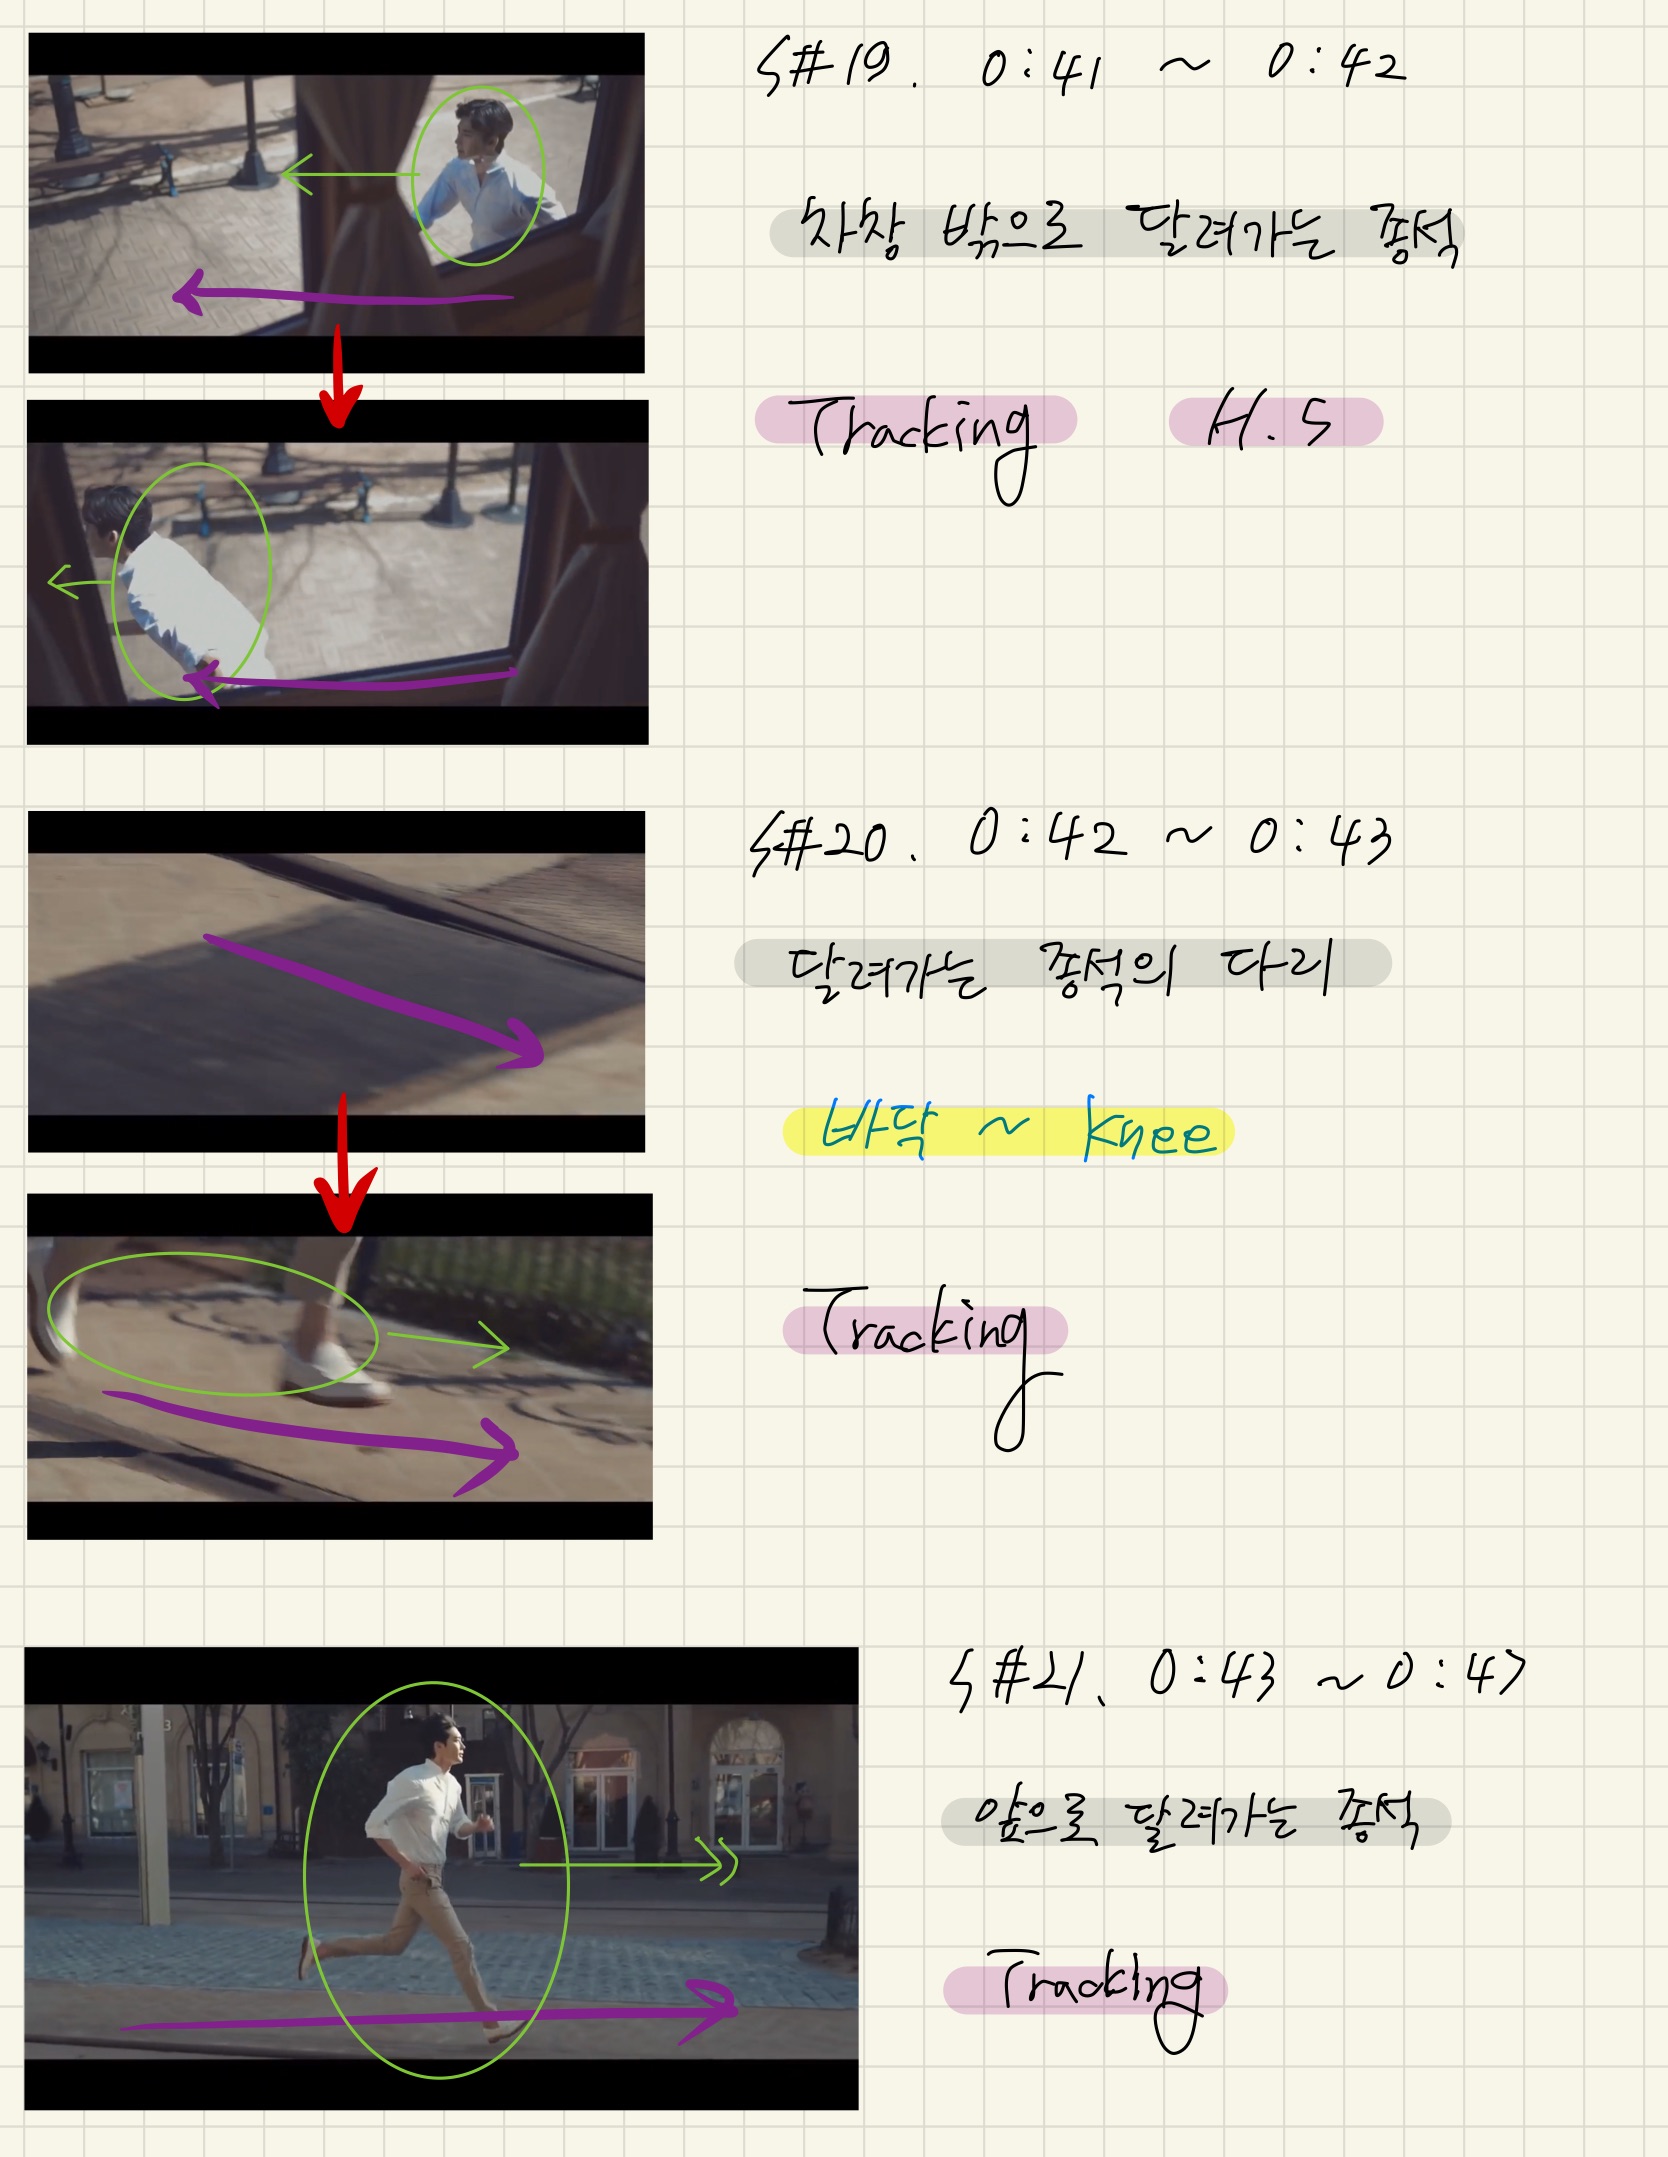 S#19. 0:41 ~ 0:42
차창 밖으로 달려가는 종석
Tracking H.S
S#20. 0:42 ~ 0:43
달려가는 종석의 다리
바닥 ~ knee
Tracking
S#21. 0:43 ~ 0:47
앞으로 달려가는 종석
Tracking